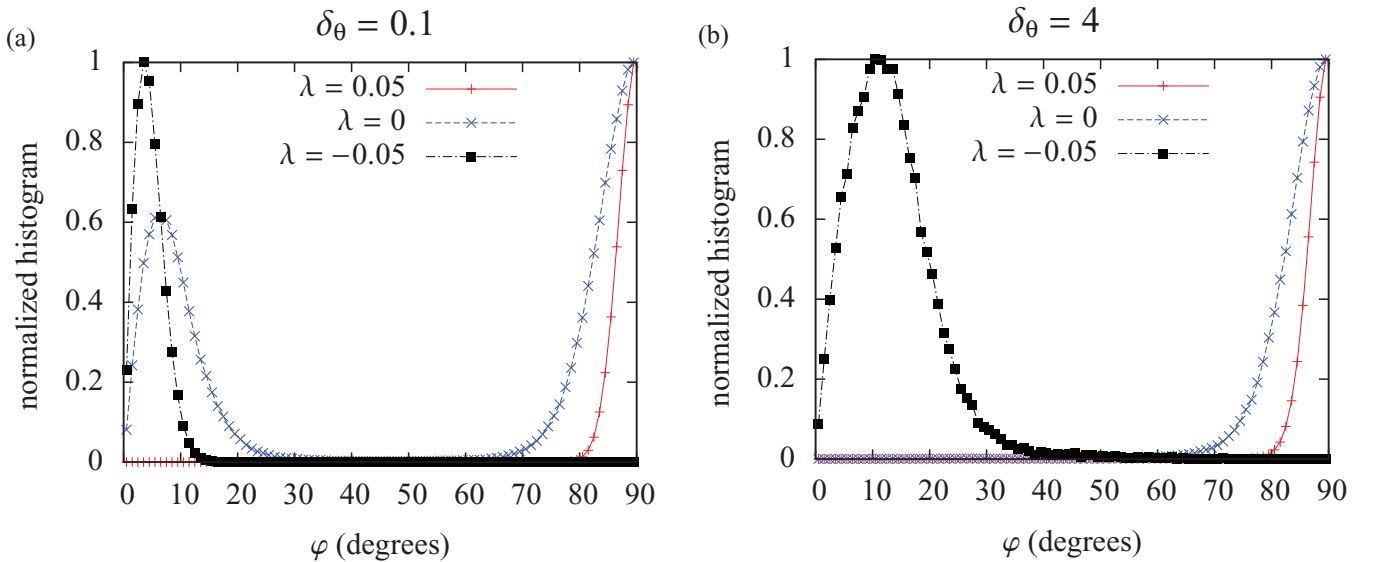 (a)
δθ = 0.1
normalized histogram
1
0.8
0.6
0.4
0.2
0
λ = 0.05
λ = 0
λ = −0.05
0 10 20 30 40 50 60 70 80 90
φ (degrees)
(b)
δθ = 4
normalized histogram
1
0.8
0.6
0.4
0.2
0
λ = 0.05
λ = 0
λ = −0.05
0 10 20 30 40 50 60 70 80 90
φ (degrees)